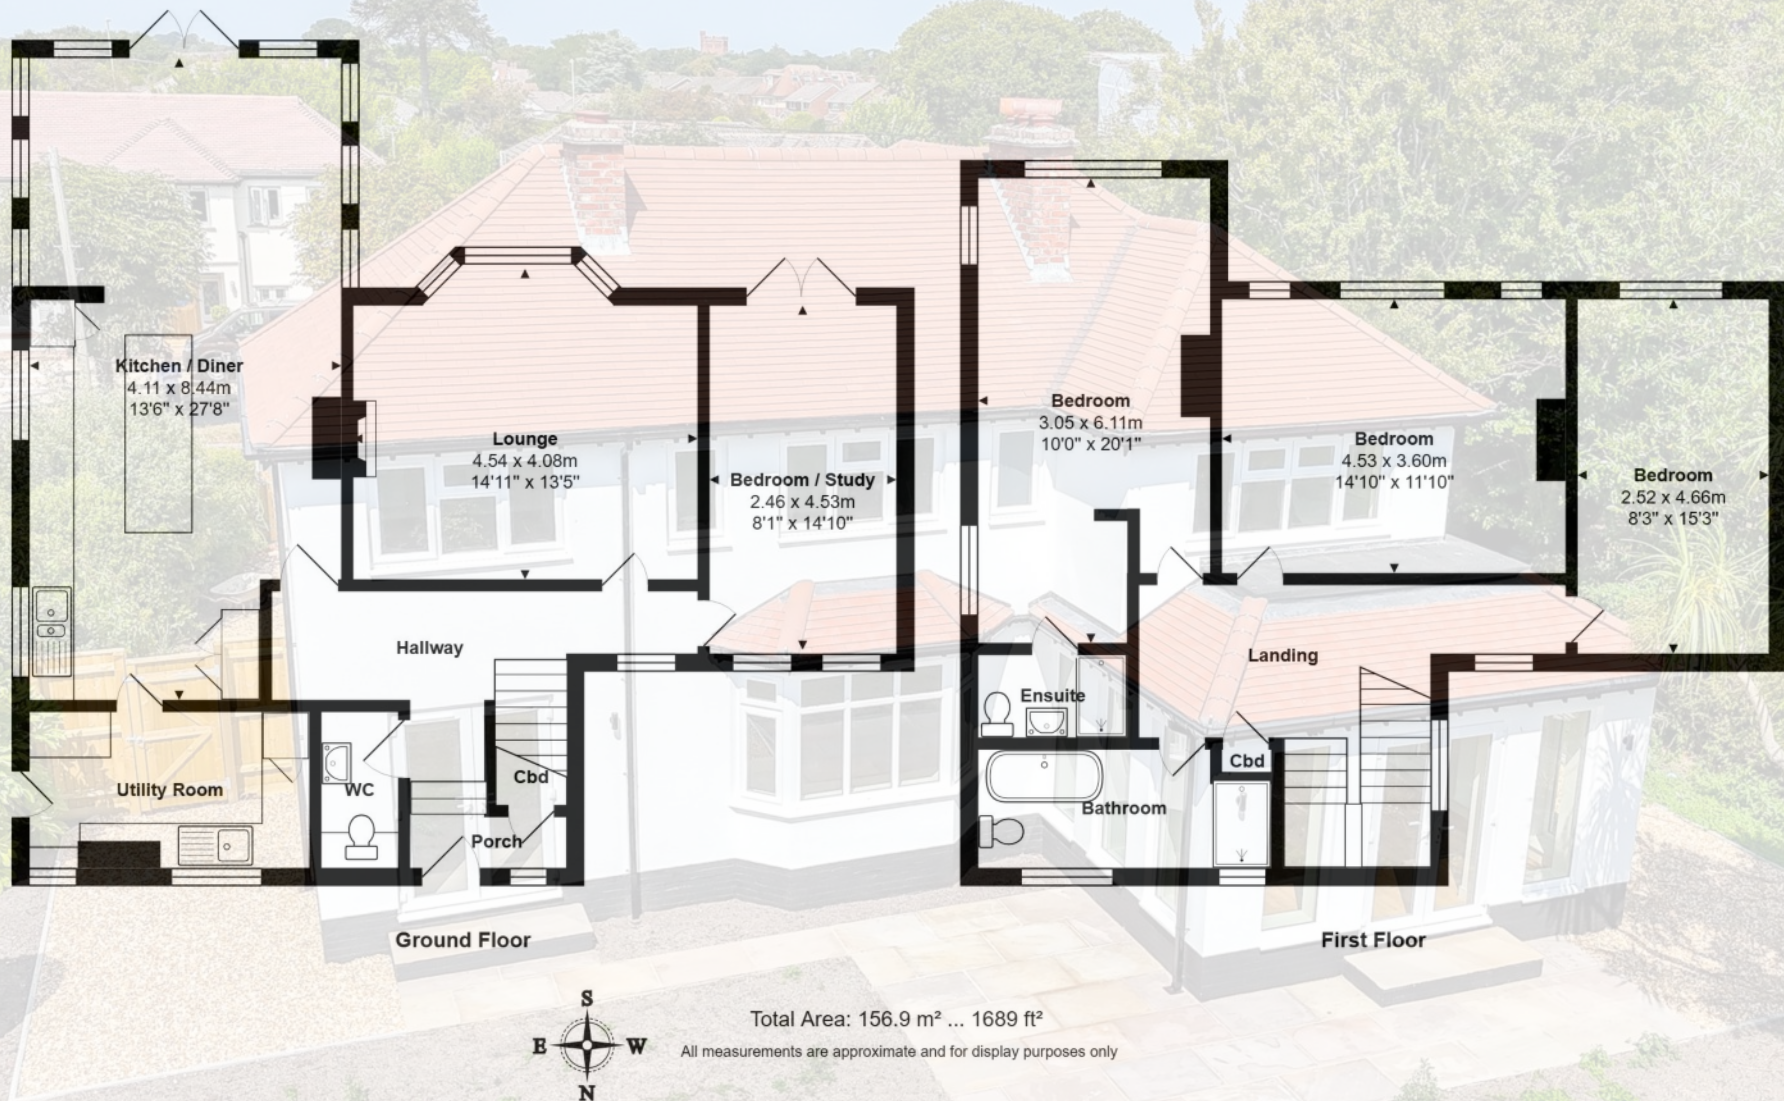 Kitchen / Diner
4.11 x 8.44m
13'6" x 27'8"
Lounge
4.54 x 4.08m
14'11" x 13'5"
Bedroom / Study
2.46 x 4.53m
8'1" x 14'10"
Hallway
Utility Room
WC
Cbd
Porch
Ground Floor
Bedroom
3.05 x 6.11m
10'0" x 20'1"
Bedroom
4.53 x 3.60m
14'10" x 11'10"
Bedroom
2.52 x 4.66m
8'3" x 15'3"
Landing
Ensuite
Cbd
Bathroom
First Floor
S
E W
N
Total Area: 156.9 m² ... 1689 ft²
All measurements are approximate and for display purposes only